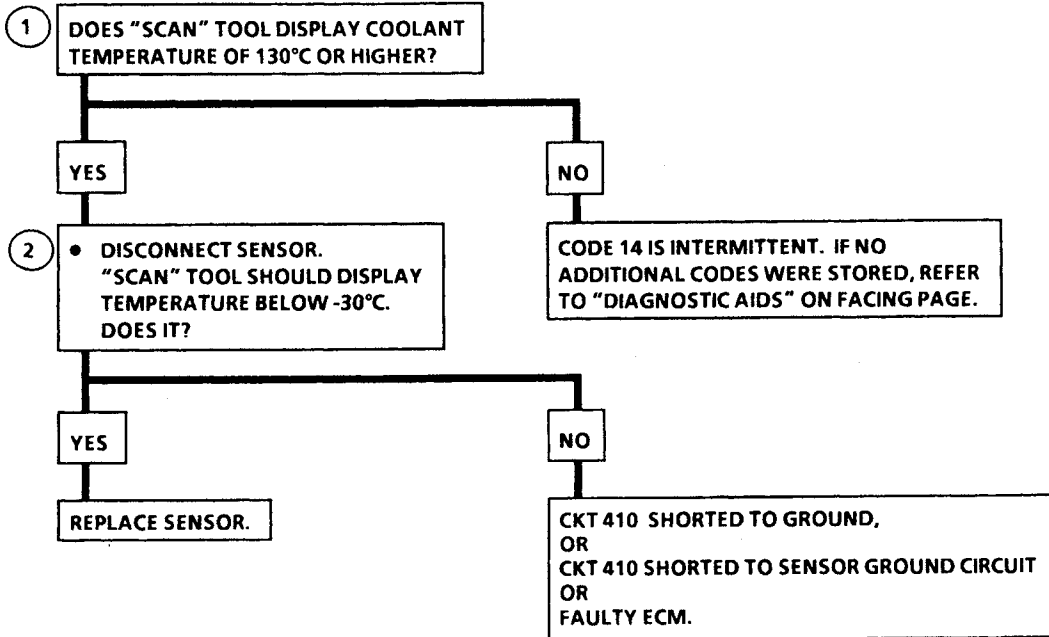 1
DOES "SCAN" TOOL DISPLAY COOLANT
TEMPERATURE OF 130°C OR HIGHER?
YES
NO
2
• DISCONNECT SENSOR.
"SCAN" TOOL SHOULD DISPLAY
TEMPERATURE BELOW -30°C.
DOES IT?
CODE 14 IS INTERMITTENT. IF NO
ADDITIONAL CODES WERE STORED, REFER
TO "DIAGNOSTIC AIDS" ON FACING PAGE.
YES
NO
REPLACE SENSOR.
CKT 410 SHORTED TO GROUND,
OR
CKT 410 SHORTED TO SENSOR GROUND CIRCUIT
OR
FAULTY ECM.